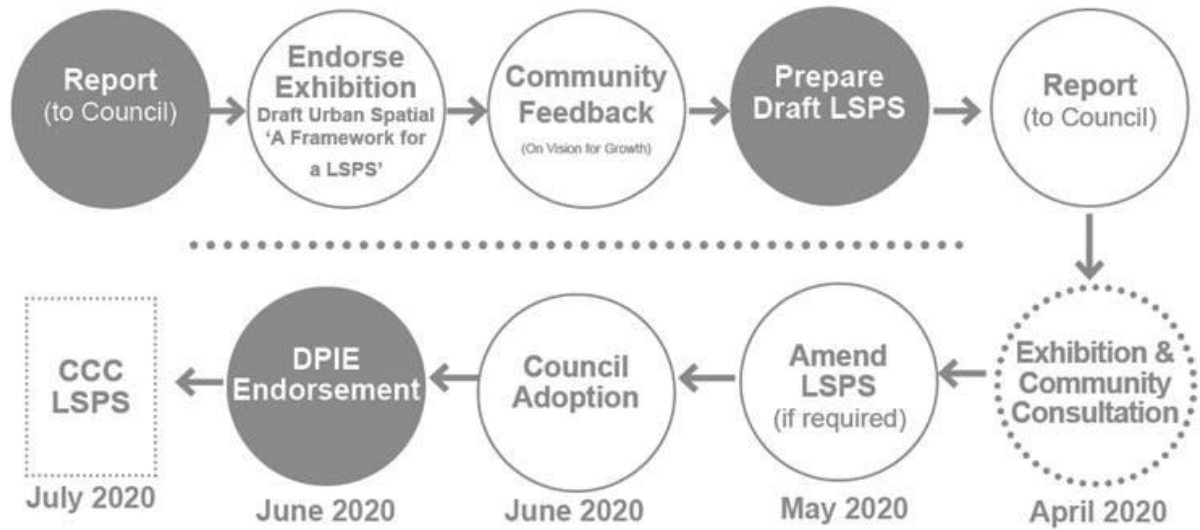 Report
(to Council)
Endorse
Exhibition
Draft Urban Spatial
‘A Framework for
a LSPS’
Community
Feedback
(On Vision for Growth)
Prepare
Draft LSPS
Report
(to Council)
Exhibition &
Community
Consultation
April 2020
Amend
LSPS
(if required)
May 2020
Council
Adoption
June 2020
DPIE
Endorsement
June 2020
CCC
LSPS
July 2020